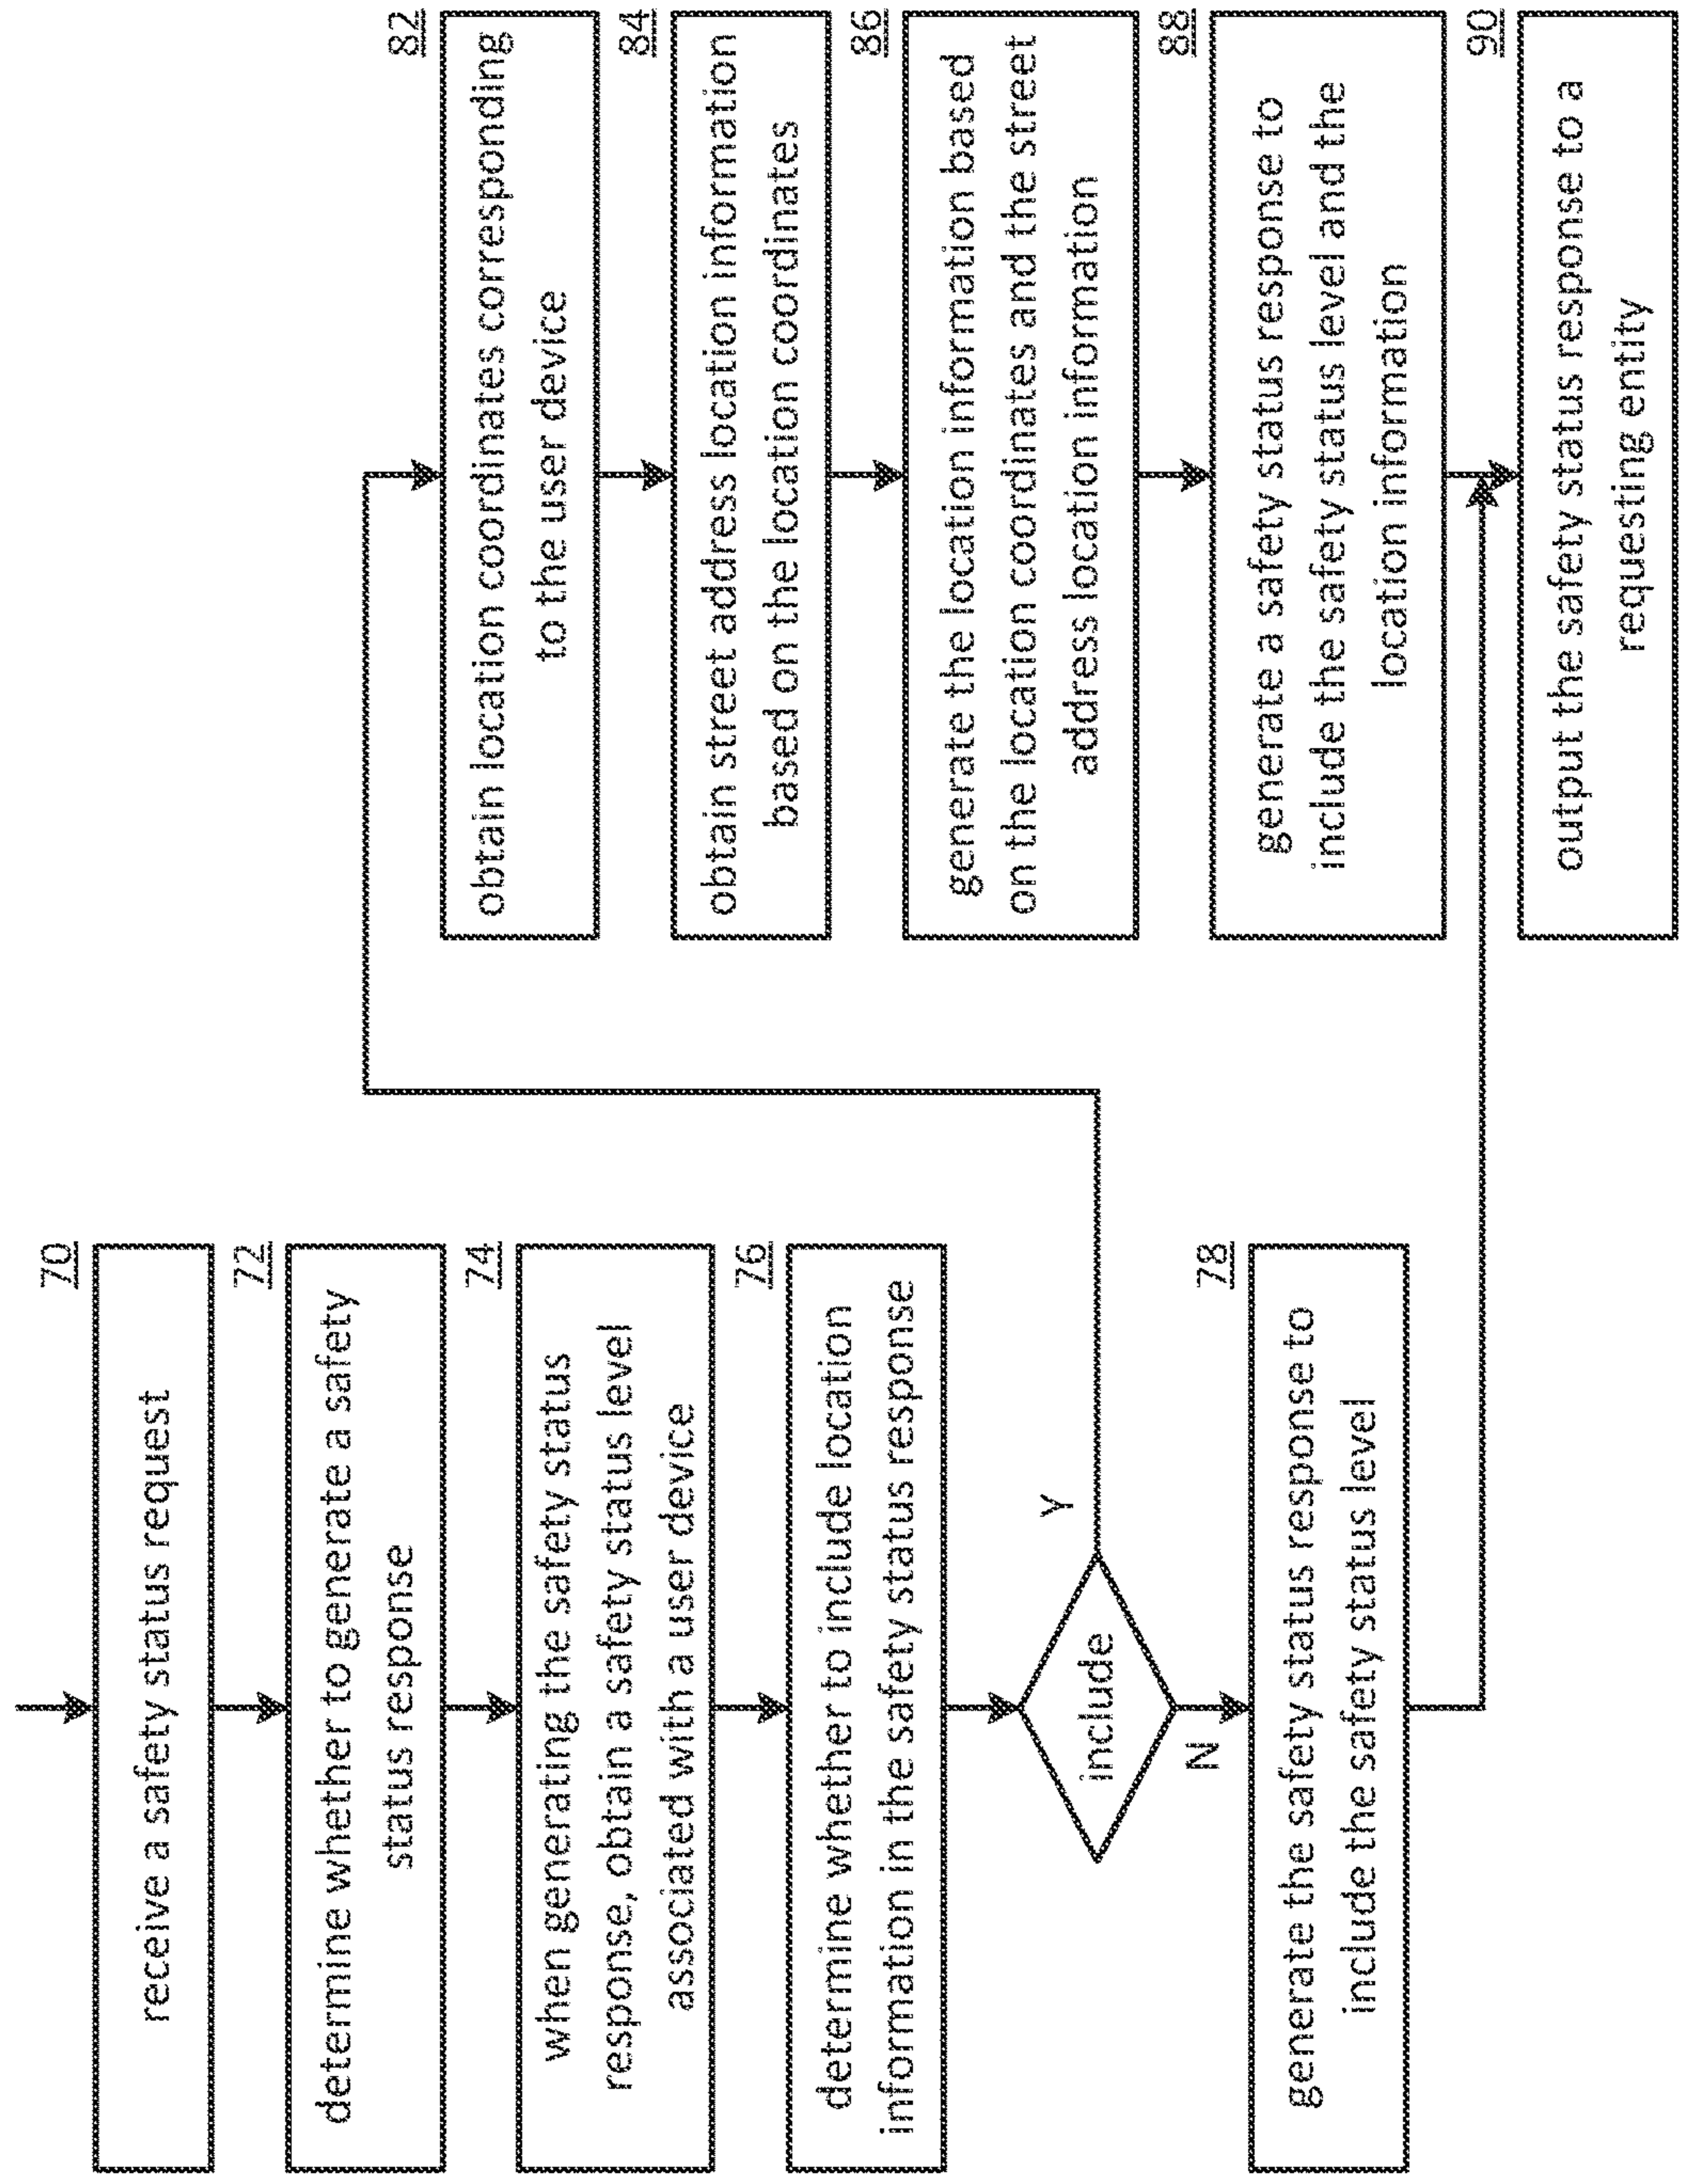 70
receive a safety status request
72
determine whether to generate a safety
status response
74
when generating the safety status
response, obtain a safety status level
associated with a user device
76
determine whether to include location
information in the safety status response
include
Y
N
78
generate the safety status response to
include the safety status level
82
obtain location coordinates corresponding
to the user device
84
obtain street address location information
based on the location coordinates
86
generate the location information based
on the location coordinates and the street
address location information
88
generate a safety status response to
include the safety status level and the
location information
90
output the safety status response to a
requesting entity